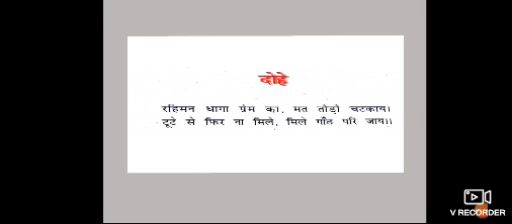 दोहे
रहिमन धागा प्रेम का, मत तोड़ो चटकाय।
टूटे से फिर ना मिले, मिले गाँठ परि जाय।।
V RECORDER